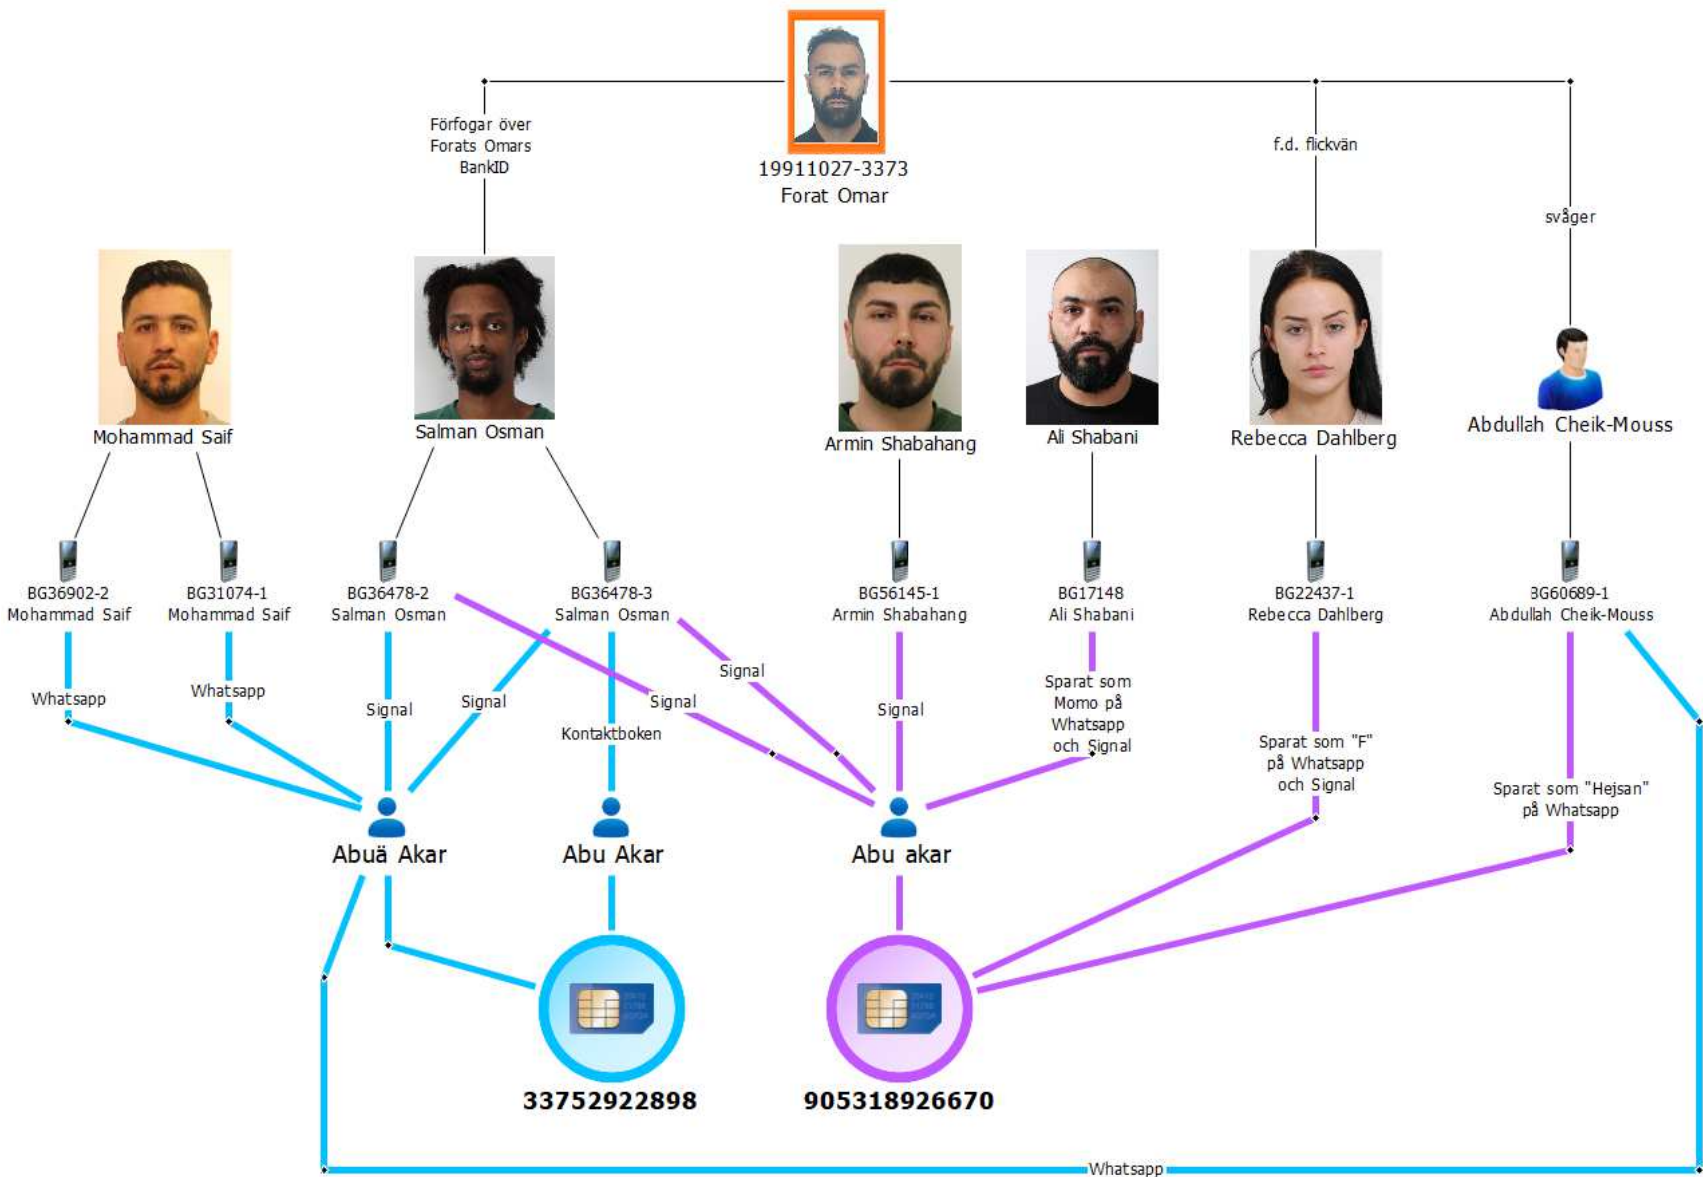 Förfogar över
Forats Omars
BankID
19911027-3373
Forat Omar
f.d. flickvän
svåger
Mohammad Saif
Salman Osman
Armin Shabahang
Ali Shabani
Rebecca Dahlberg
Abdullah Cheik-Mouss
BG36902-2
Mohammad Saif
BG31074-1
Mohammad Saif
BG36478-2
Salman Osman
BG36478-3
Salman Osman
BG56145-1
Armin Shabahang
BG17148
Ali Shabani
BG22437-1
Rebecca Dahlberg
BG60689-1
Abdullah Cheik-Mouss
Whatsapp
Whatsapp
Signal
Signal
Kontaktboken
Signal
Signal
Signal
Sparat som
Momo på
Whatsapp
och Signal
Sparat som "F"
på Whatsapp
och Signal
Sparat som "Hejsan"
på Whatsapp
Abuä Akar
Abu Akar
Abu akar
33752922898
905318926670
Whatsapp